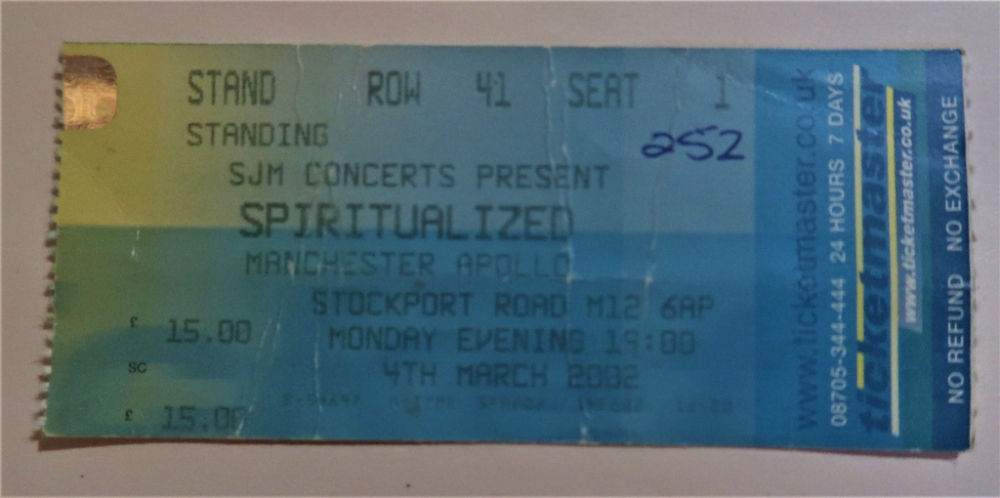 STAND ROW 41 SEAT 1
STANDING
252
SJM CONCERTS PRESENT
SPIRITUALIZED
MANCHESTER APOLLO
STOCKPORT ROAD M12 6AP
£ 15.00 MONDAY EVENING 19:00
SC 4TH MARCH 2002
£ 15.00
www.ticketmaster.co.uk
08705-344-444 24 HOURS 7 DAYS
ticketmaster
www.ticketmaster.co.uk
NO REFUND NO EXCHANGE